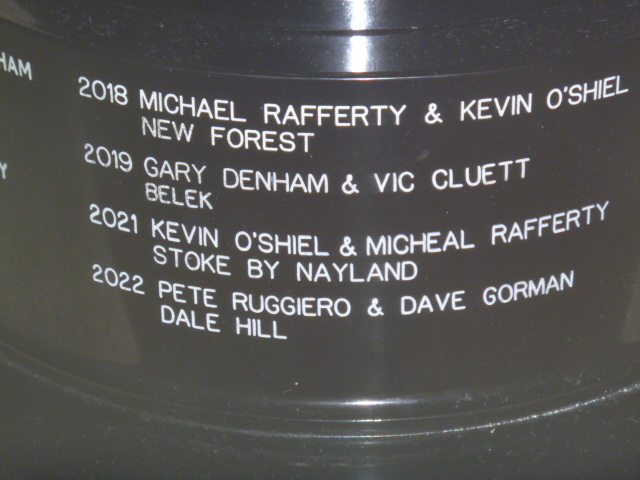 HAM
2018 MICHAEL RAFFERTY & KEVIN O'SHIEL
NEW FOREST
2019 GARY DENHAM & VIC CLUETT
BELEK
Y
2021 KEVIN O'SHIEL & MICHEAL RAFFERTY
STOKE BY NAYLAND
2022 PETE RUGGIERO & DAVE GORMAN
DALE HILL